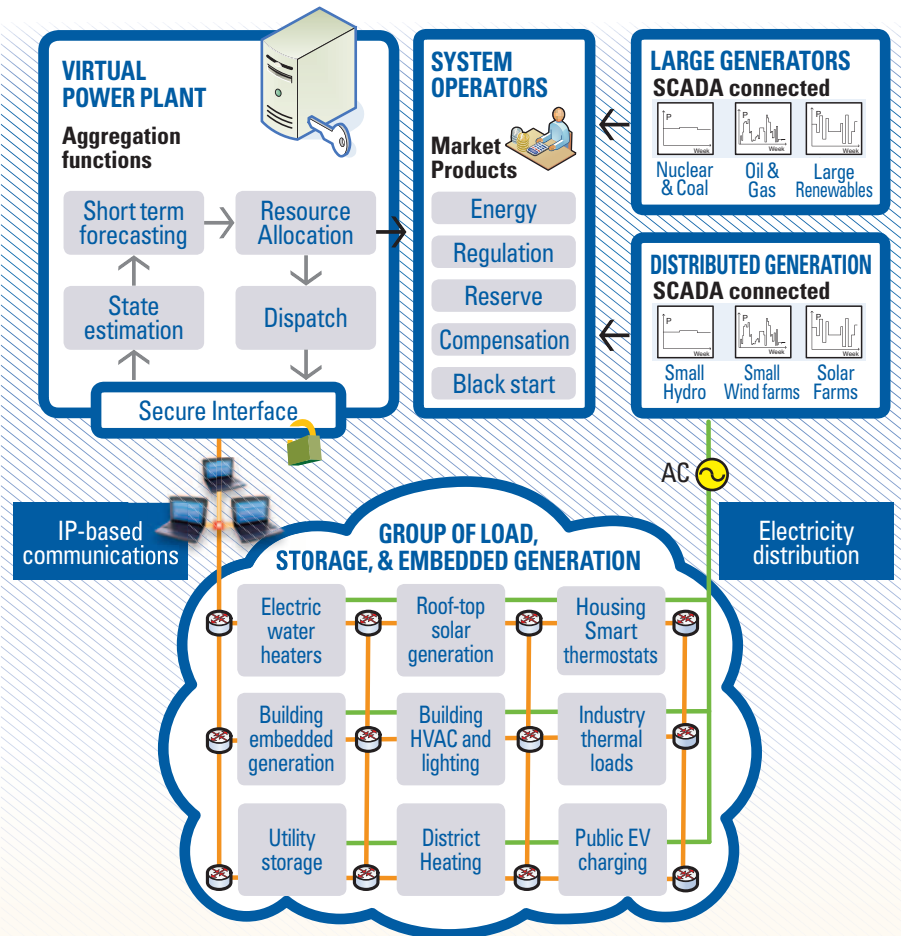 VIRTUAL
POWER PLANT
Aggregation
functions
Short term
forecasting
Resource
Allocation
State
estimation
Dispatch
Secure Interface
SYSTEM
OPERATORS
Market
Products
Energy
Regulation
Reserve
Compensation
Black start
LARGE GENERATORS
SCADA connected
P
Week
P
Week
P
Week
Nuclear
& Coal
Oil &
Gas
Large
Renewables
DISTRIBUTED GENERATION
SCADA connected
P
Week
P
Week
P
Week
Small
Hydro
Small
Wind farms
Solar
Farms
AC
IP-based
communications
Electricity
distribution
GROUP OF LOAD,
STORAGE, & EMBEDDED GENERATION
Electric
water
heaters
Roof-top
solar
generation
Housing
Smart
thermostats
Building
embedded
generation
Building
HVAC and
lighting
Industry
thermal
loads
Utility
storage
District
Heating
Public EV
charging